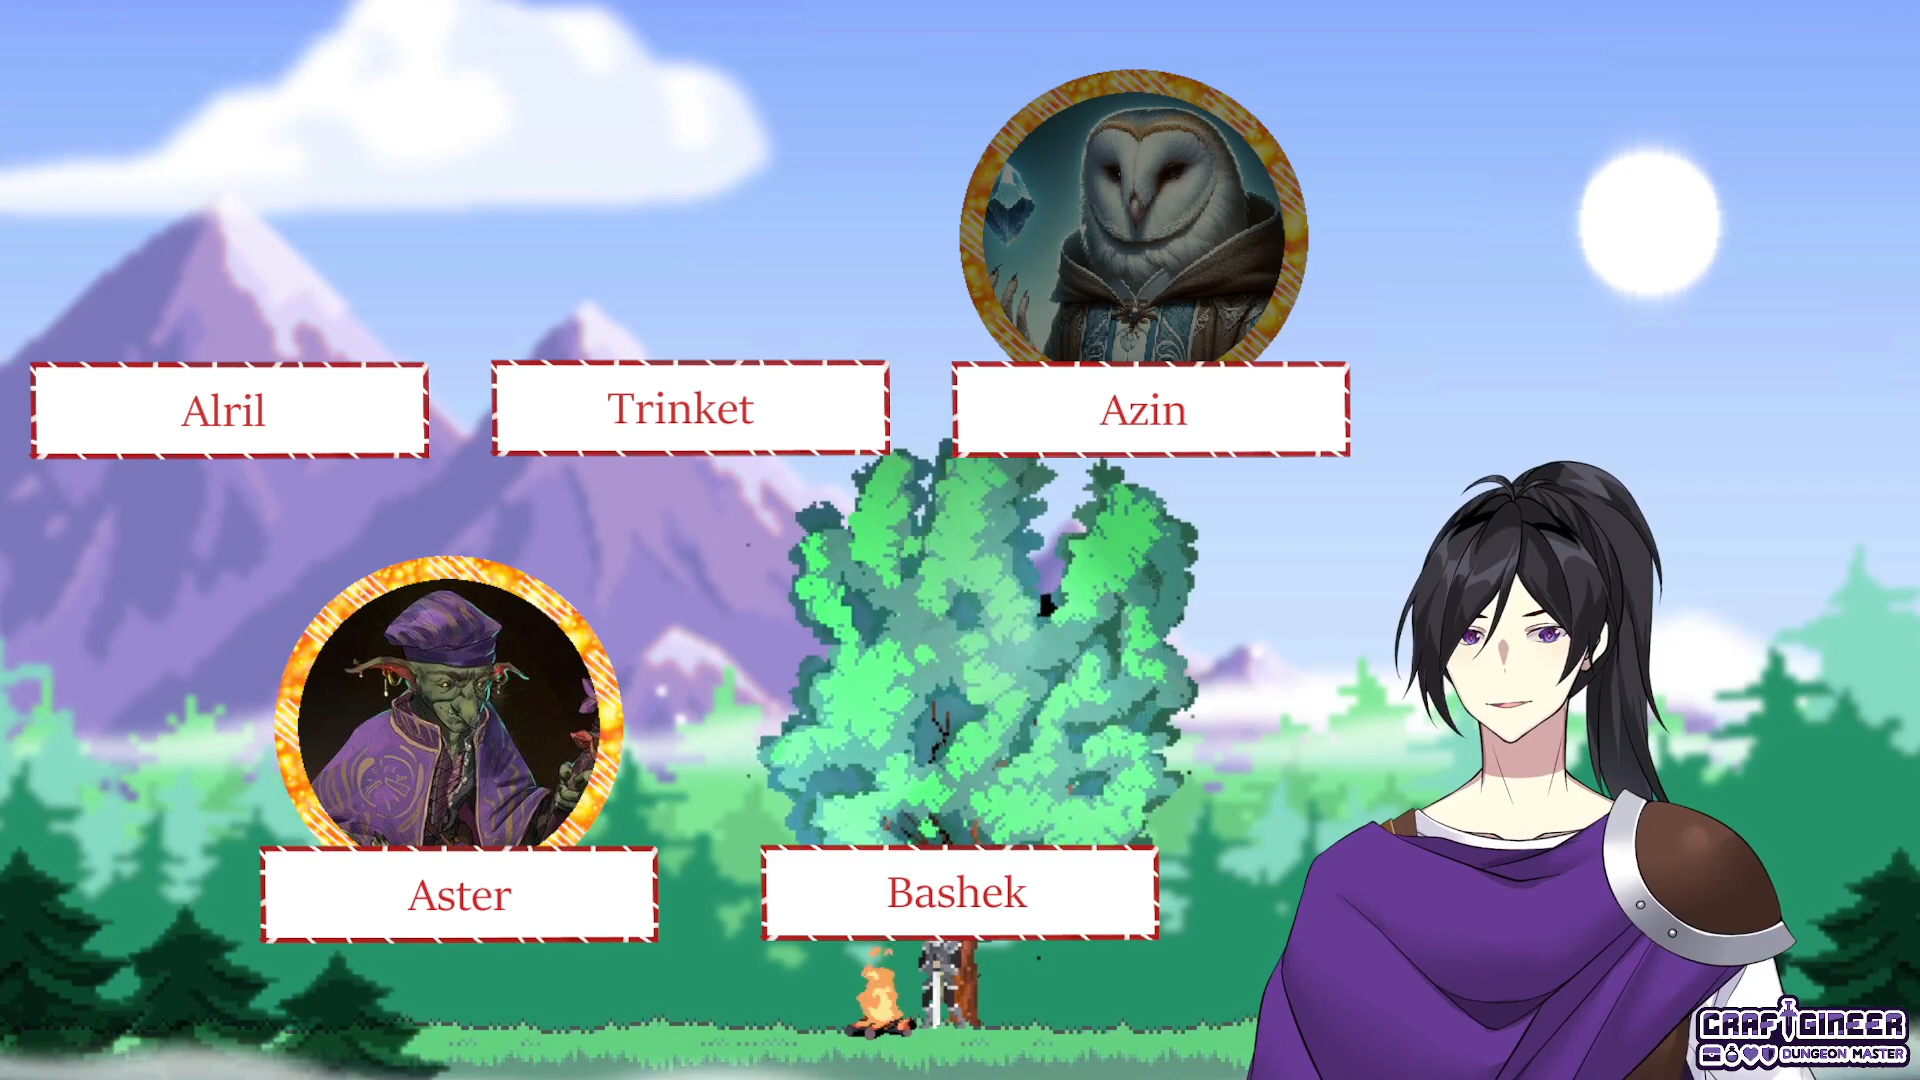 Alril
Trinket
Azin
Aster
Bashek
CRAFTGINEER
DUNGEON MASTER